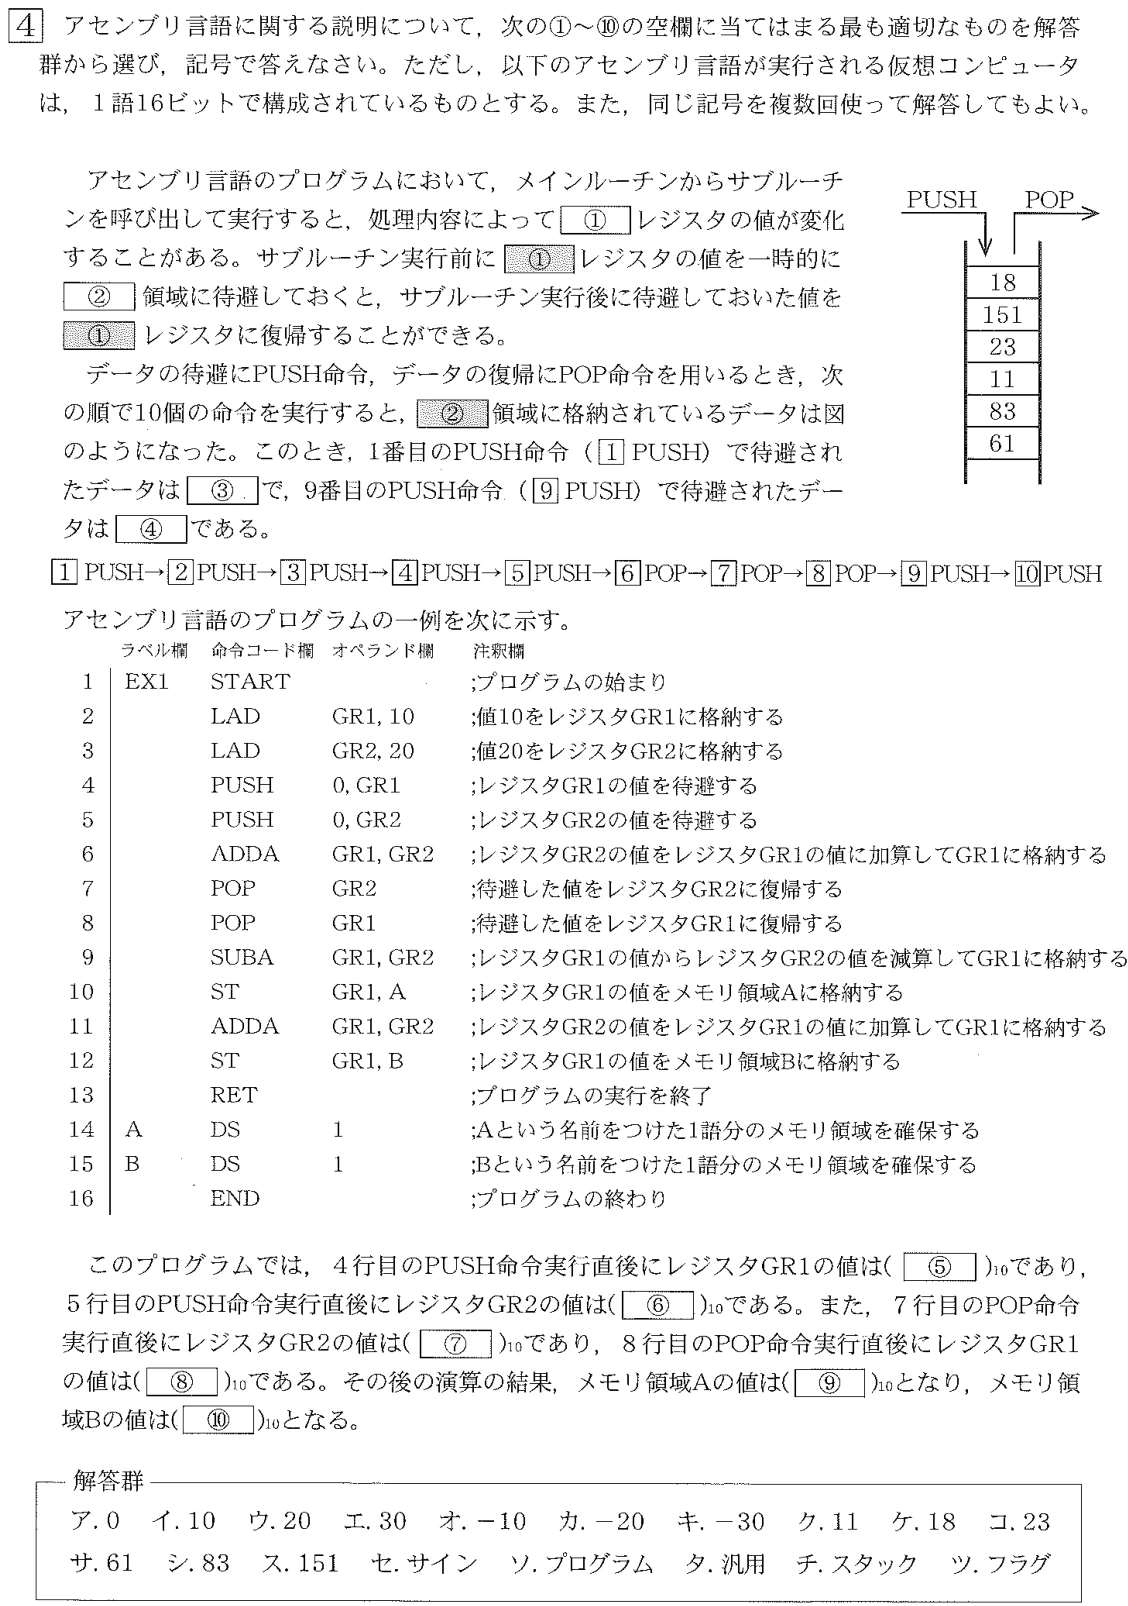 4 アセンブリ言語に関する説明について，次の①～⑩の空欄に当てはまる最も適切なものを解答
群から選び，記号で答えなさい。ただし，以下のアセンブリ言語が実行される仮想コンピュータ
は，１語16ビットで構成されているものとする。また，同じ記号を複数回使って解答してもよい。
アセンブリ言語のプログラムにおいて，メインルーチンからサブルーチ
ンを呼び出して実行すると，処理内容によって ① レジスタの値が変化
することがある。サブルーチン実行前に ① レジスタの値を一時的に
② 領域に待避しておくと，サブルーチン実行後に待避しておいた値を
① レジスタに復帰することができる。
データの待避にPUSH命令，データの復帰にPOP命令を用いるとき，次
の順で10個の命令を実行すると， ② 領域に格納されているデータは図
のようになった。このとき，1番目のPUSH命令（1 PUSH）で待避され
たデータは ③ で，9番目のPUSH命令（9 PUSH）で待避されたデー
タは ④ である。
PUSH POP
18
151
23
11
83
61
1 PUSH→2 PUSH→3 PUSH→4 PUSH→5 PUSH→6 POP→7 POP→8 POP→9 PUSH→10 PUSH
アセンブリ言語のプログラムの一例を次に示す。
ラベル欄 命令コード欄 オペランド欄 注釈欄
1 EX1 START ;プログラムの始まり
2 LAD GR1, 10 ;値10をレジスタGR1に格納する
3 LAD GR2, 20 ;値20をレジスタGR2に格納する
4 PUSH 0, GR1 ;レジスタGR1の値を待避する
5 PUSH 0, GR2 ;レジスタGR2の値を待避する
6 ADDA GR1, GR2 ;レジスタGR2の値をレジスタGR1の値に加算してGR1に格納する
7 POP GR2 ;待避した値をレジスタGR2に復帰する
8 POP GR1 ;待避した値をレジスタGR1に復帰する
9 SUBA GR1, GR2 ;レジスタGR1の値からレジスタGR2の値を減算してGR1に格納する
10 ST GR1, A ;レジスタGR1の値をメモリ領域Aに格納する
11 ADDA GR1, GR2 ;レジスタGR2の値をレジスタGR1の値に加算してGR1に格納する
12 ST GR1, B ;レジスタGR1の値をメモリ領域Bに格納する
13 RET ;プログラムの実行を終了
14 A DS 1 ;Aという名前をつけた1語分のメモリ領域を確保する
15 B DS 1 ;Bという名前をつけた1語分のメモリ領域を確保する
16 END ;プログラムの終わり
このプログラムでは，４行目のPUSH命令実行直後にレジスタGR1の値は( ⑤ )₁₀であり，
５行目のPUSH命令実行直後にレジスタGR2の値は( ⑥ )₁₀である。また，７行目のPOP命令
実行直後にレジスタGR2の値は( ⑦ )₁₀であり，８行目のPOP命令実行直後にレジスタGR1
の値は( ⑧ )₁₀である。その後の演算の結果，メモリ領域Aの値は( ⑨ )₁₀となり，メモリ領
域Bの値は( ⑩ )₁₀となる。
解答群
ア. 0 イ. 10 ウ. 20 エ. 30 オ. −10 カ. −20 キ. −30 ク. 11 ケ. 18 コ. 23
サ. 61 シ. 83 ス. 151 セ. サイン ソ. プログラム タ. 汎用 チ. スタック ツ. フラグ